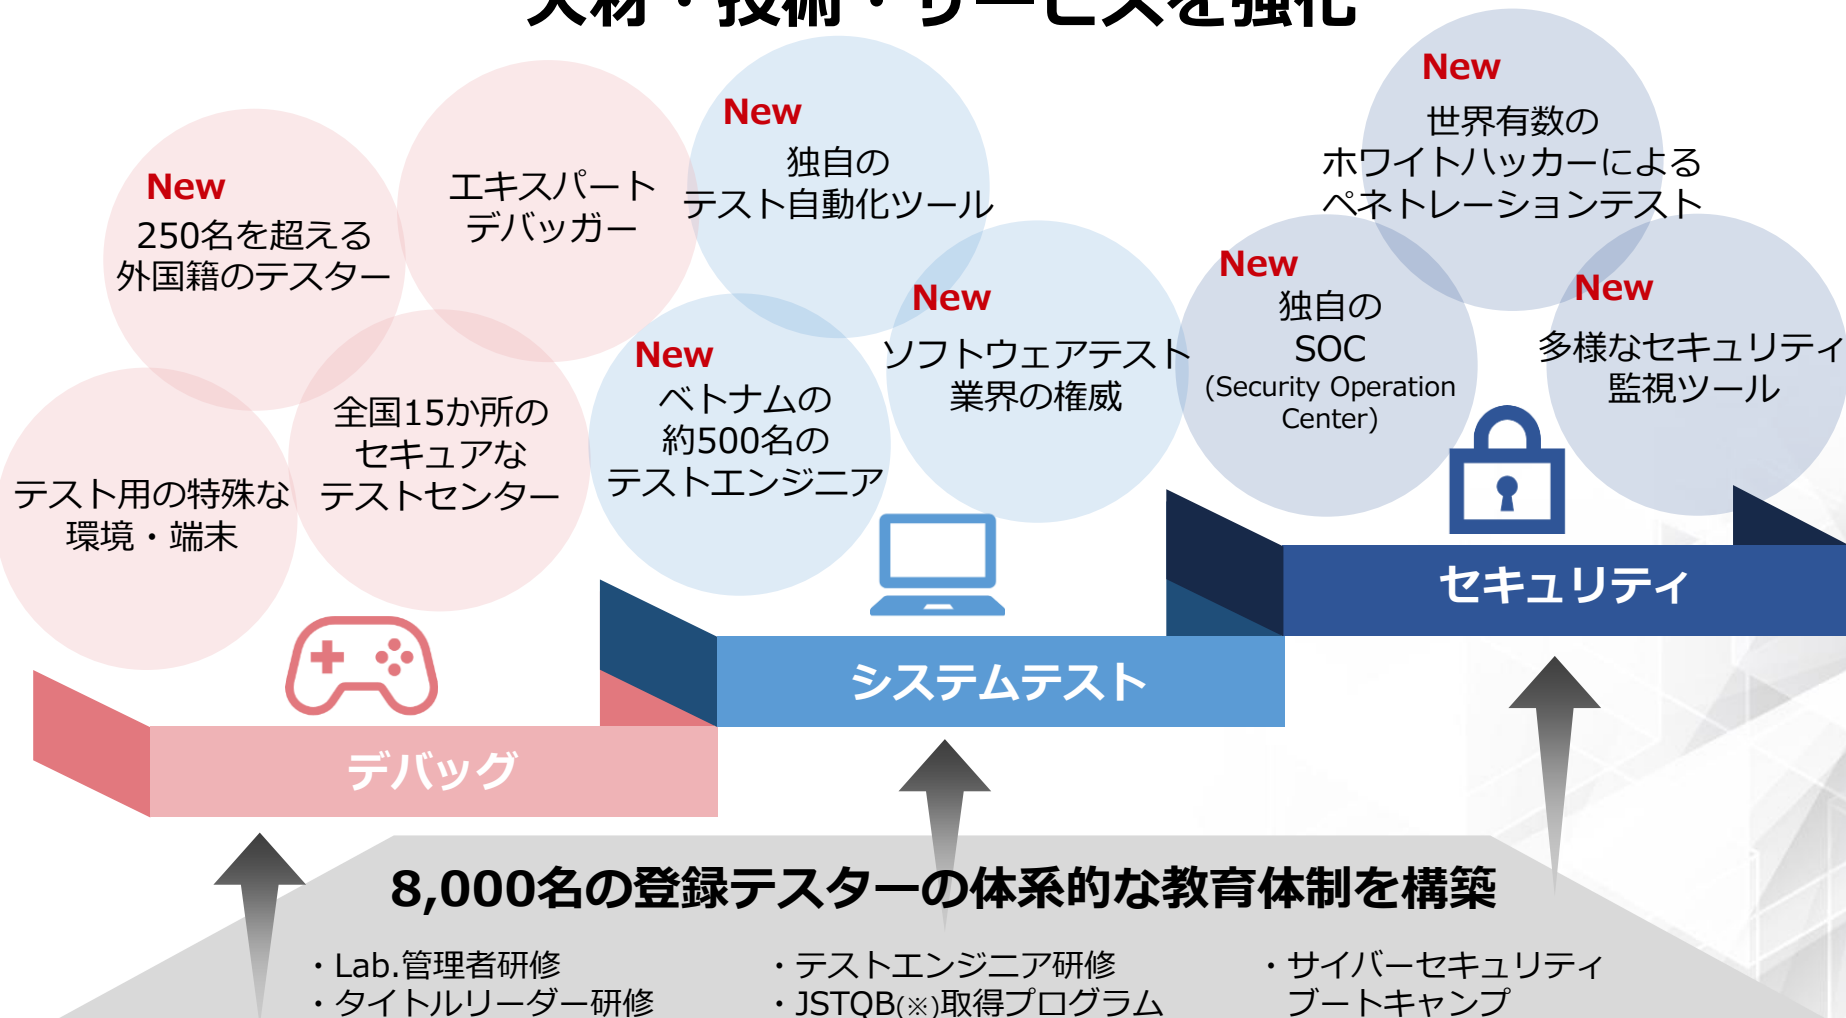 人材・技術・サービスを強化
New
250名を超える
外国籍のテスター
エキスパート
デバッガー
テスト用の特殊な
環境・端末
全国15か所の
セキュアな
テストセンター
New
独自の
テスト自動化ツール
New
ベトナムの
約500名の
テストエンジニア
New
ソフトウェアテスト
業界の権威
New
世界有数の
ホワイトハッカーによる
ペネトレーションテスト
New
独自の
SOC
(Security Operation
Center)
New
多様なセキュリティ
監視ツール
デバッグ
システムテスト
セキュリティ
8,000名の登録テスターの体系的な教育体制を構築
・Lab.管理者研修
・タイトルリーダー研修
・テストエンジニア研修
・JSTQB(※)取得プログラム
・サイバーセキュリティ
ブートキャンプ